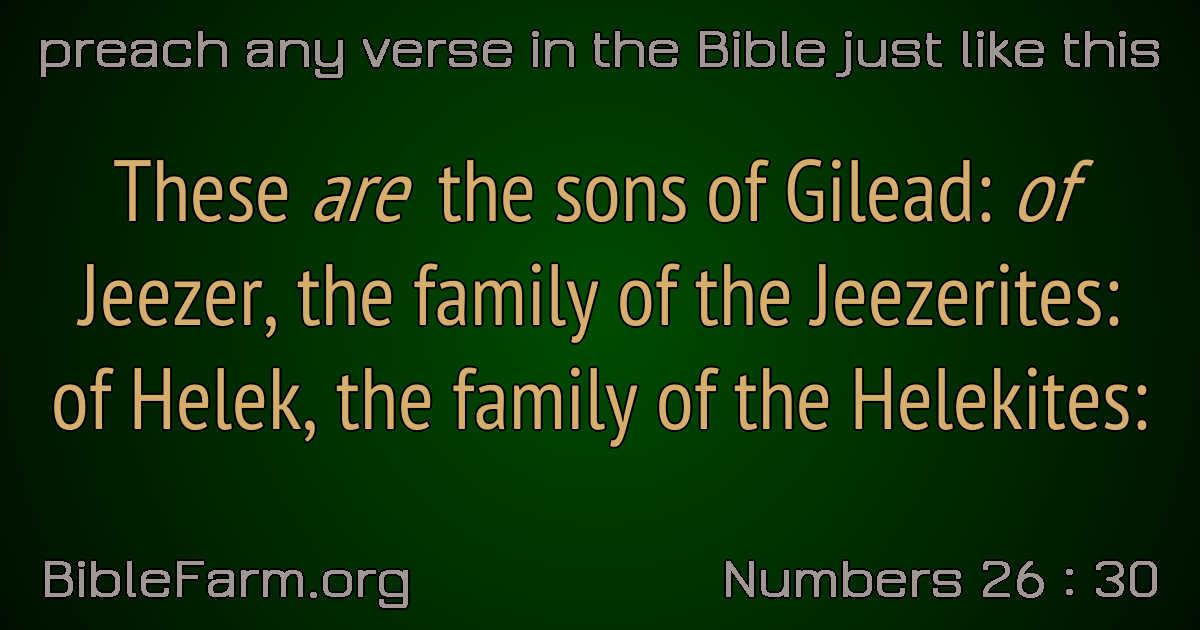 preach any verse in the Bible just like this
These are the sons of Gilead: of
Jeezer, the family of the Jeezerites:
of Helek, the family of the Helekites:
BibleFarm.org
Numbers 26 : 30